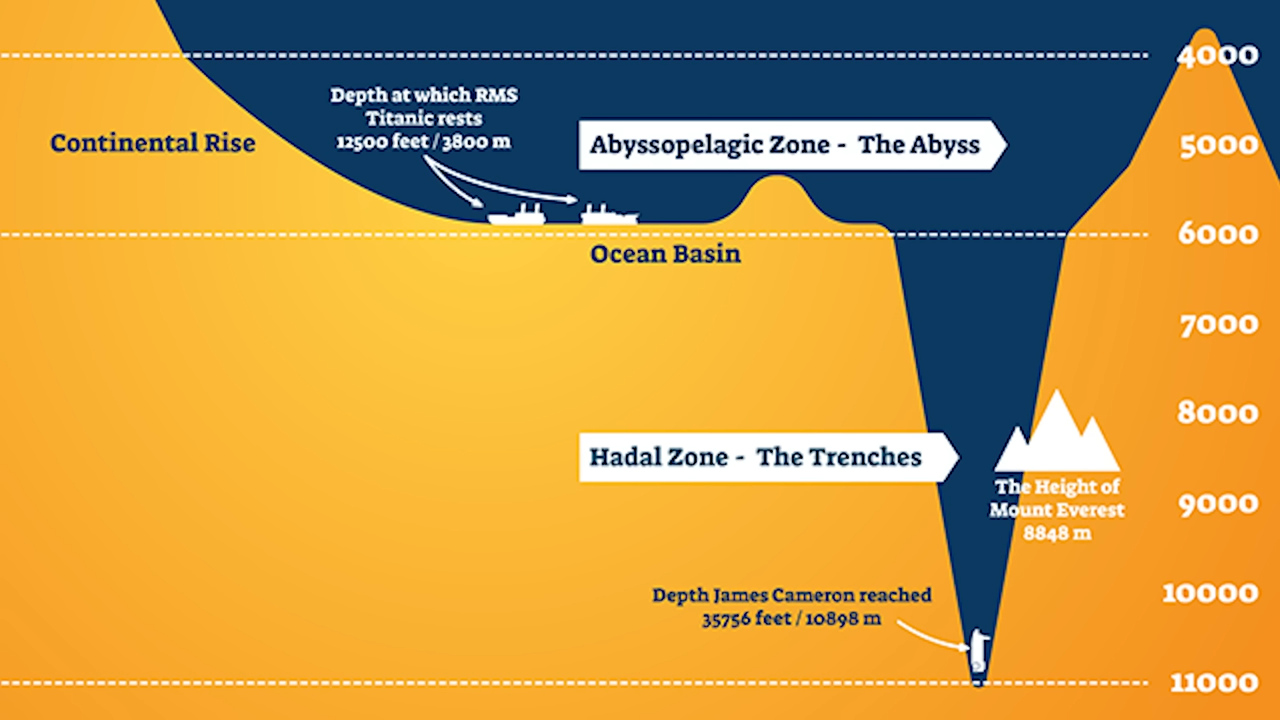 4000
Depth at which RMS
Titanic rests
12500 feet / 3800 m
Continental Rise
Abyssopelagic Zone - The Abyss
5000
6000
Ocean Basin
7000
8000
Hadal Zone - The Trenches
The Height of
Mount Everest
8848 m
9000
Depth James Cameron reached
35756 feet / 10898 m
10000
11000